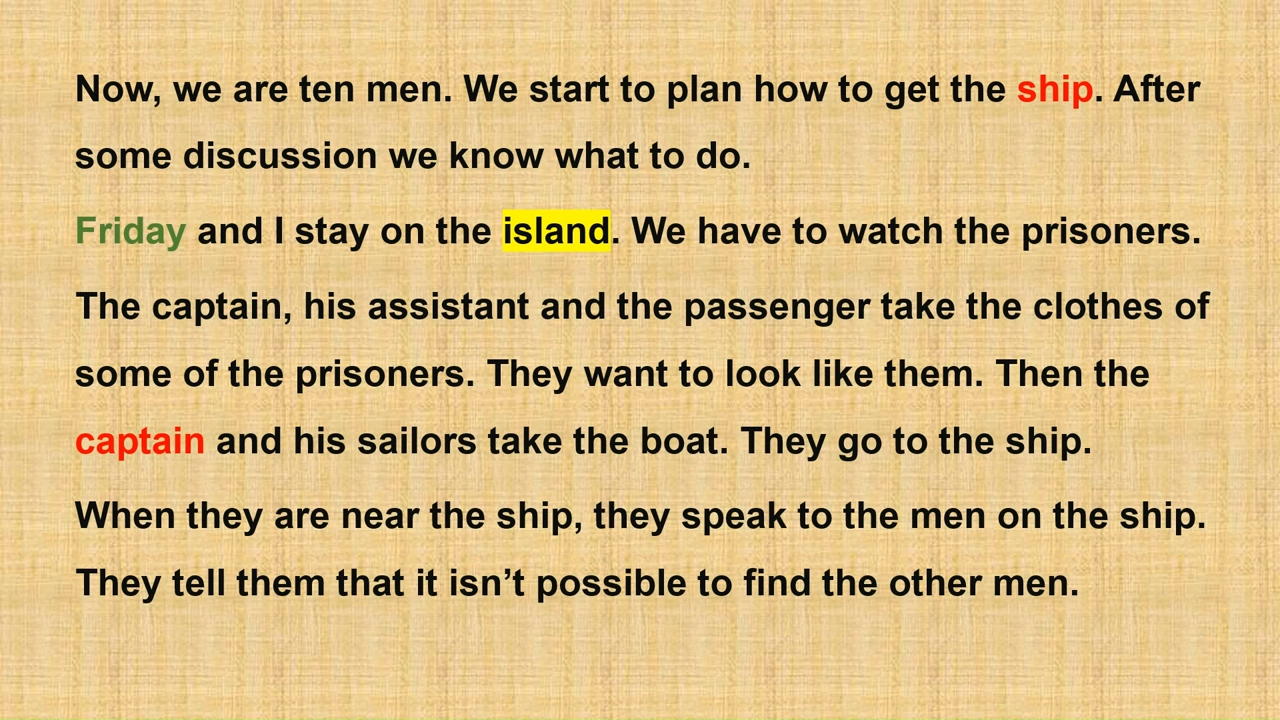 Now, we are ten men. We start to plan how to get the ship. After
some discussion we know what to do.
Friday and I stay on the island. We have to watch the prisoners.
The captain, his assistant and the passenger take the clothes of
some of the prisoners. They want to look like them. Then the
captain and his sailors take the boat. They go to the ship.
When they are near the ship, they speak to the men on the ship.
They tell them that it isn’t possible to find the other men.